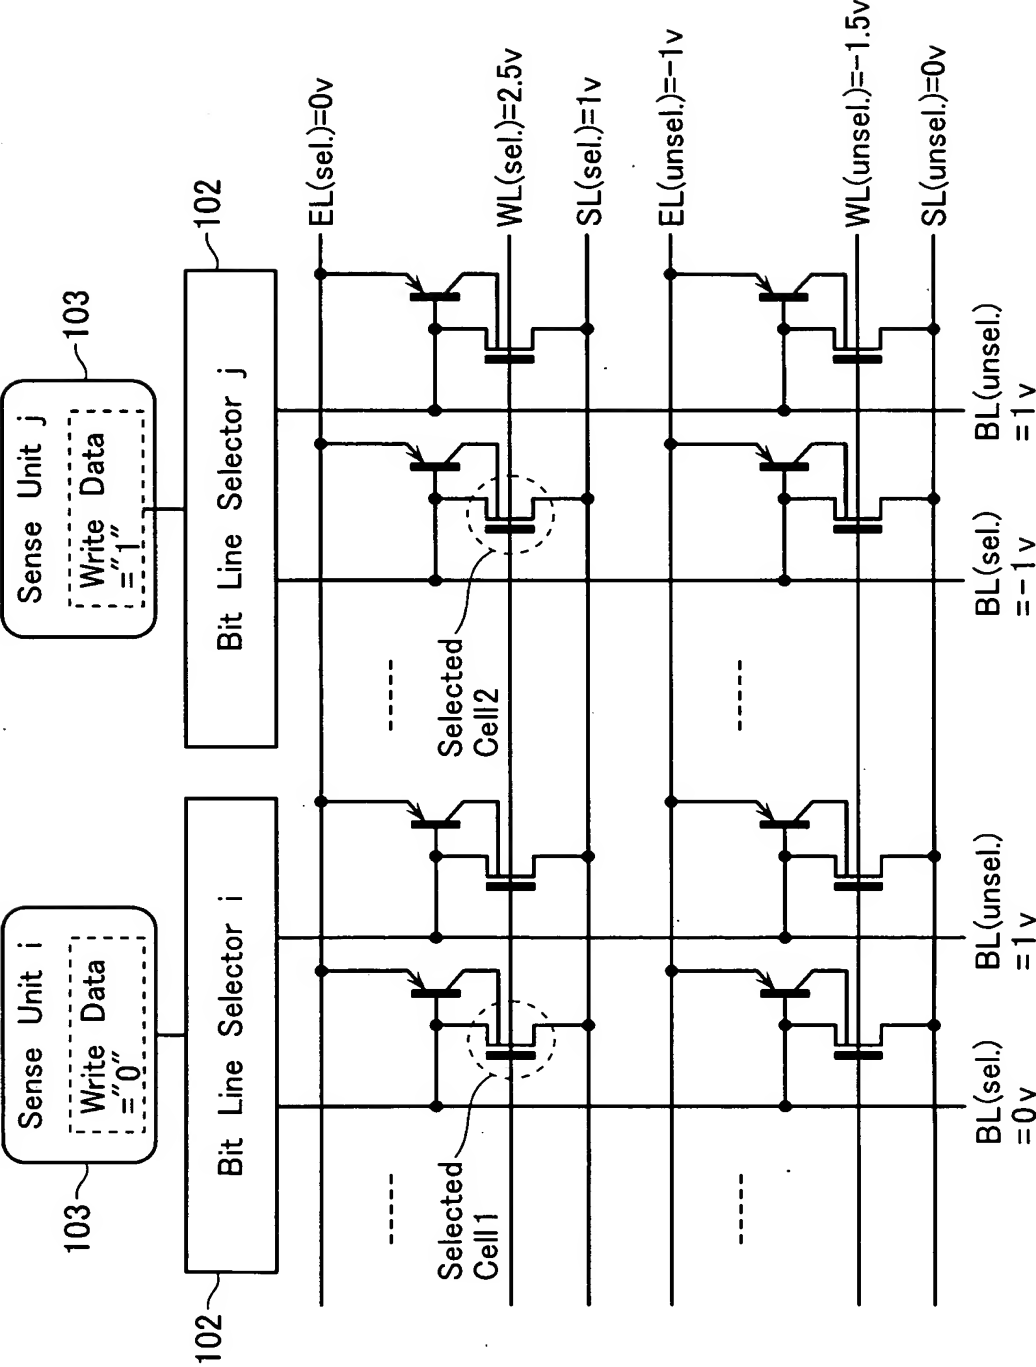 103
Sense Unit i
Write Data
="0"
103
Sense Unit j
Write Data
="1"
102
Bit Line Selector i
102
Bit Line Selector j
EL(sel.)=0v
Selected
Cell1
Selected
Cell2
WL(sel.)=2.5v
SL(sel.)=1v
EL(unsel.)=-1v
WL(unsel.)=-1.5v
SL(unsel.)=0v
BL(sel.)
=0v
BL(unsel.)
=1v
BL(sel.)
=-1v
BL(unsel.)
=1v